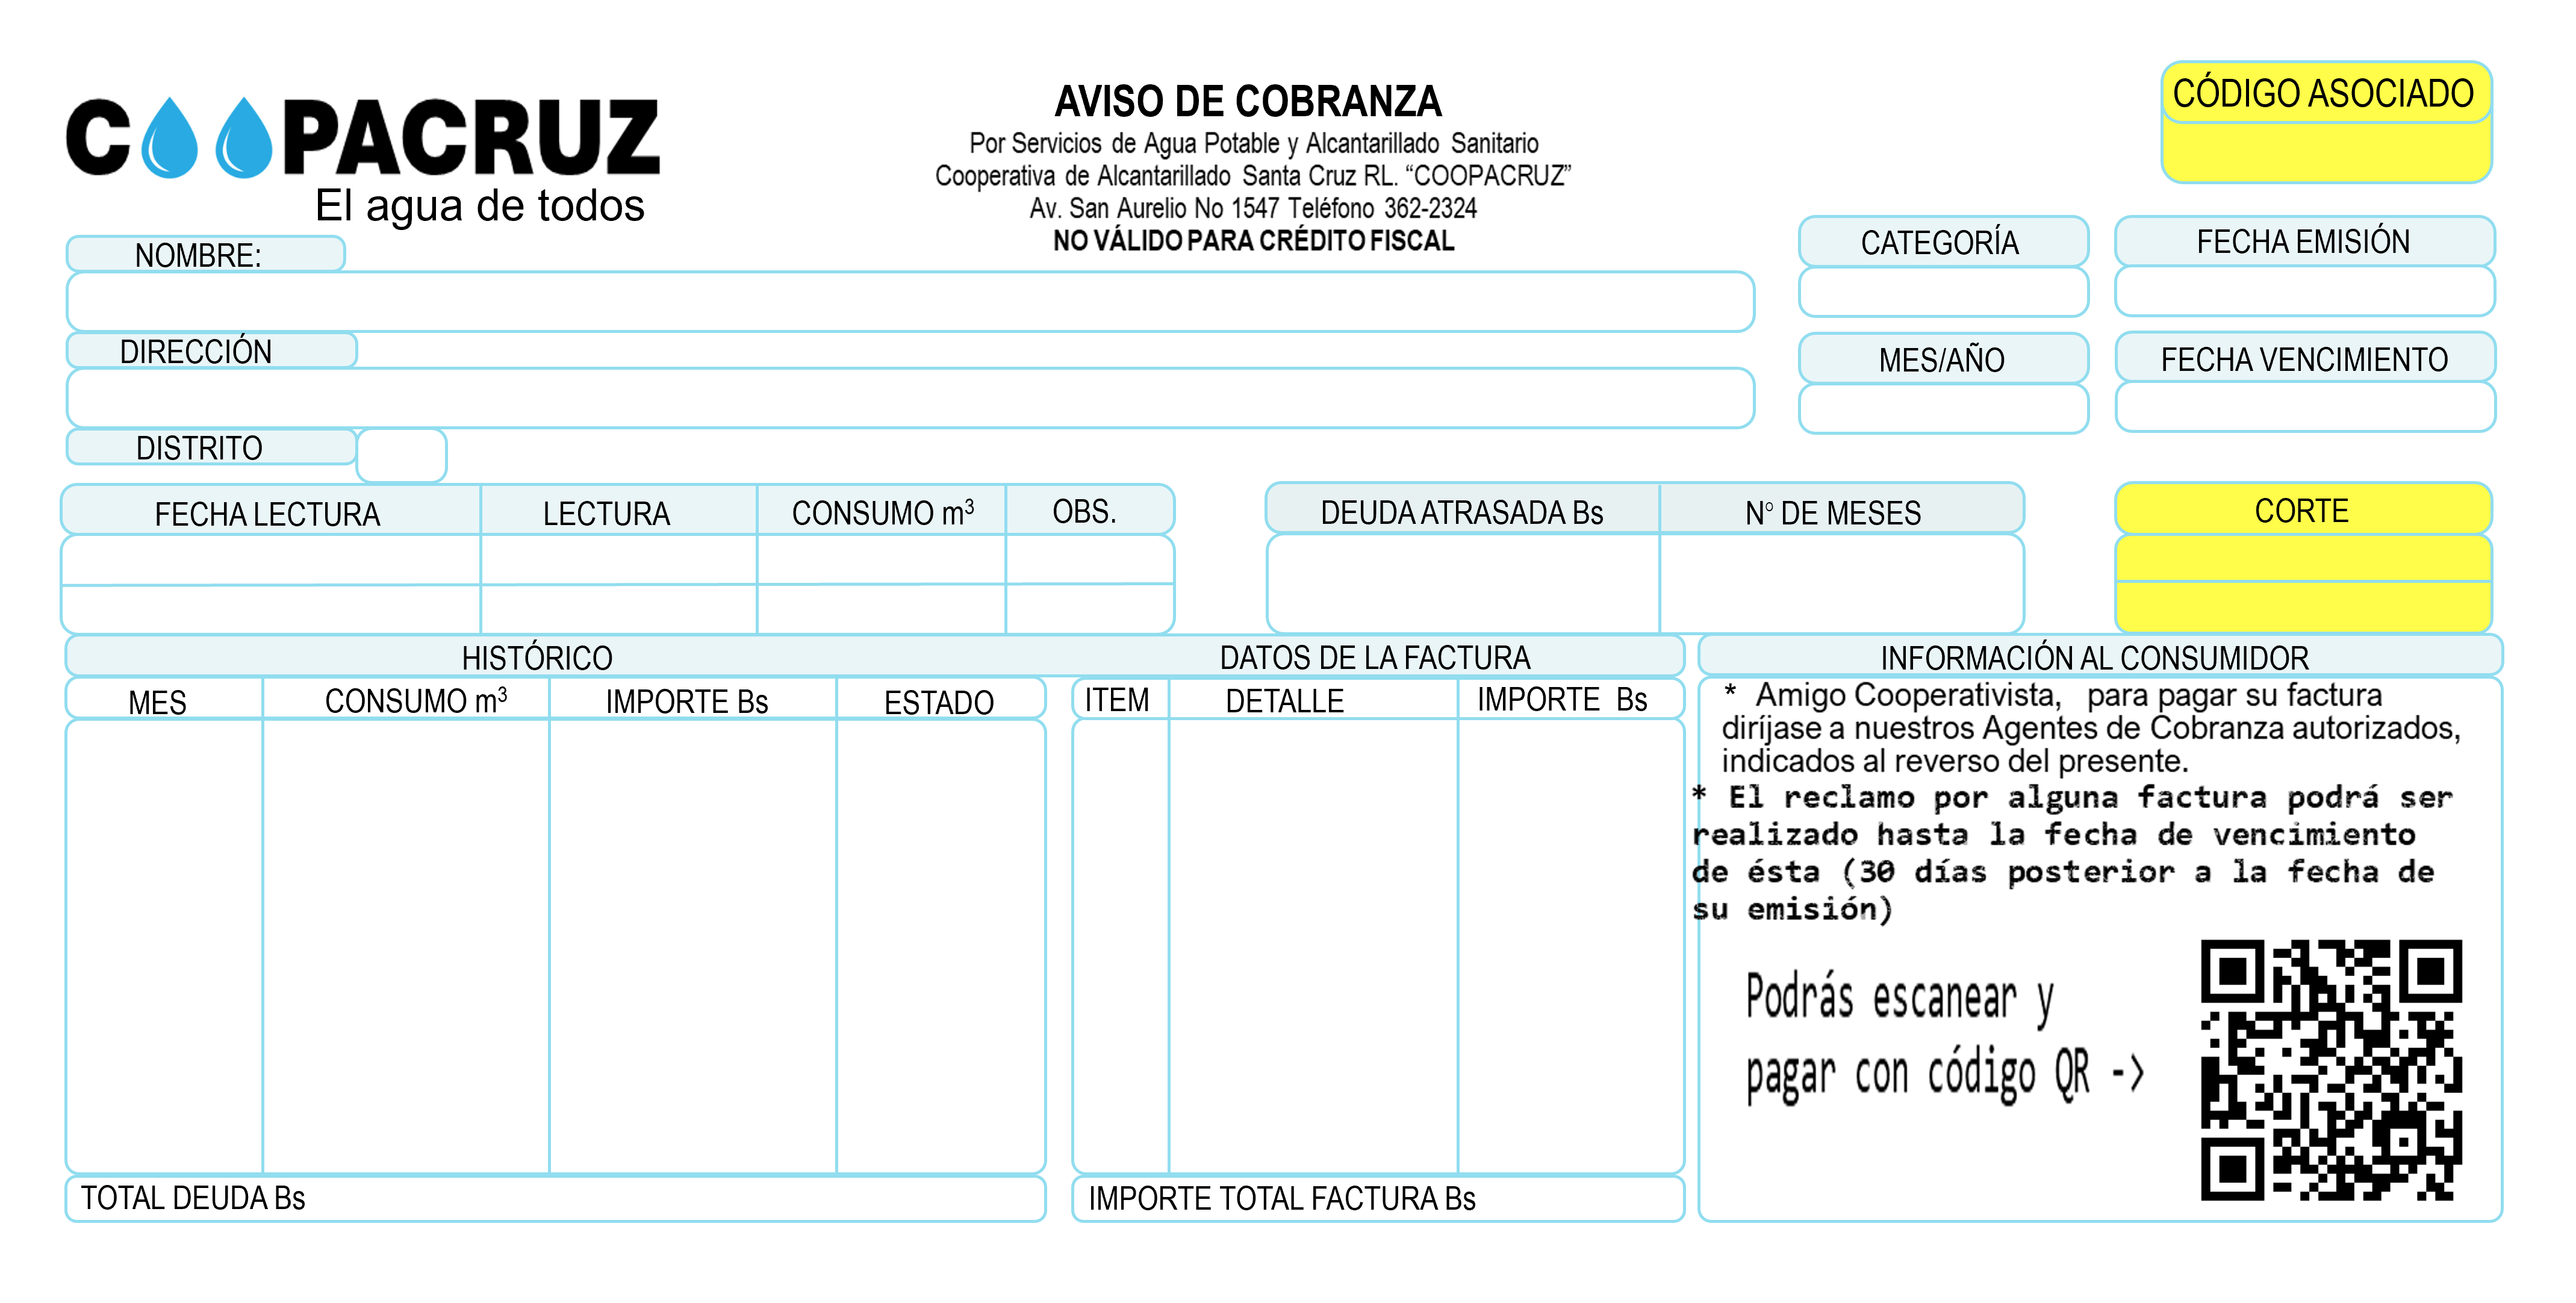 COOPACRUZ
El agua de todos
AVISO DE COBRANZA
Por Servicios de Agua Potable y Alcantarillado Sanitario
Cooperativa de Alcantarillado Santa Cruz RL. “COOPACRUZ”
Av. San Aurelio No 1547 Teléfono 362-2324
NO VÁLIDO PARA CRÉDITO FISCAL
CÓDIGO ASOCIADO
NOMBRE:
CATEGORÍA
FECHA EMISIÓN
DIRECCIÓN
MES/AÑO
FECHA VENCIMIENTO
DISTRITO
FECHA LECTURA LECTURA CONSUMO m³ OBS.
DEUDA ATRASADA Bs Nº DE MESES
CORTE
HISTÓRICO
DATOS DE LA FACTURA
INFORMACIÓN AL CONSUMIDOR
MES CONSUMO m³ IMPORTE Bs ESTADO
ITEM DETALLE IMPORTE Bs
* Amigo Cooperativista, para pagar su factura
diríjase a nuestros Agentes de Cobranza autorizados,
indicados al reverso del presente.
* El reclamo por alguna factura podrá ser
realizado hasta la fecha de vencimiento
de ésta (30 días posterior a la fecha de
su emisión)
Podrás escanear y
pagar con código QR ->
TOTAL DEUDA Bs
IMPORTE TOTAL FACTURA Bs